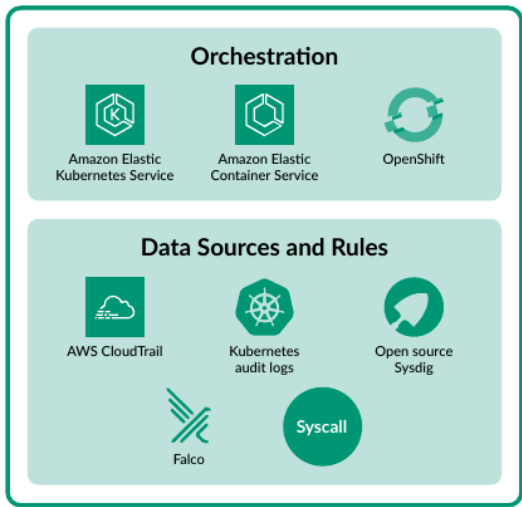 Orchestration
K
Amazon Elastic
Kubernetes Service
Amazon Elastic
Container Service
OpenShift
Data Sources and Rules
AWS CloudTrail
Kubernetes
audit logs
Open source
Sysdig
Falco
Syscall